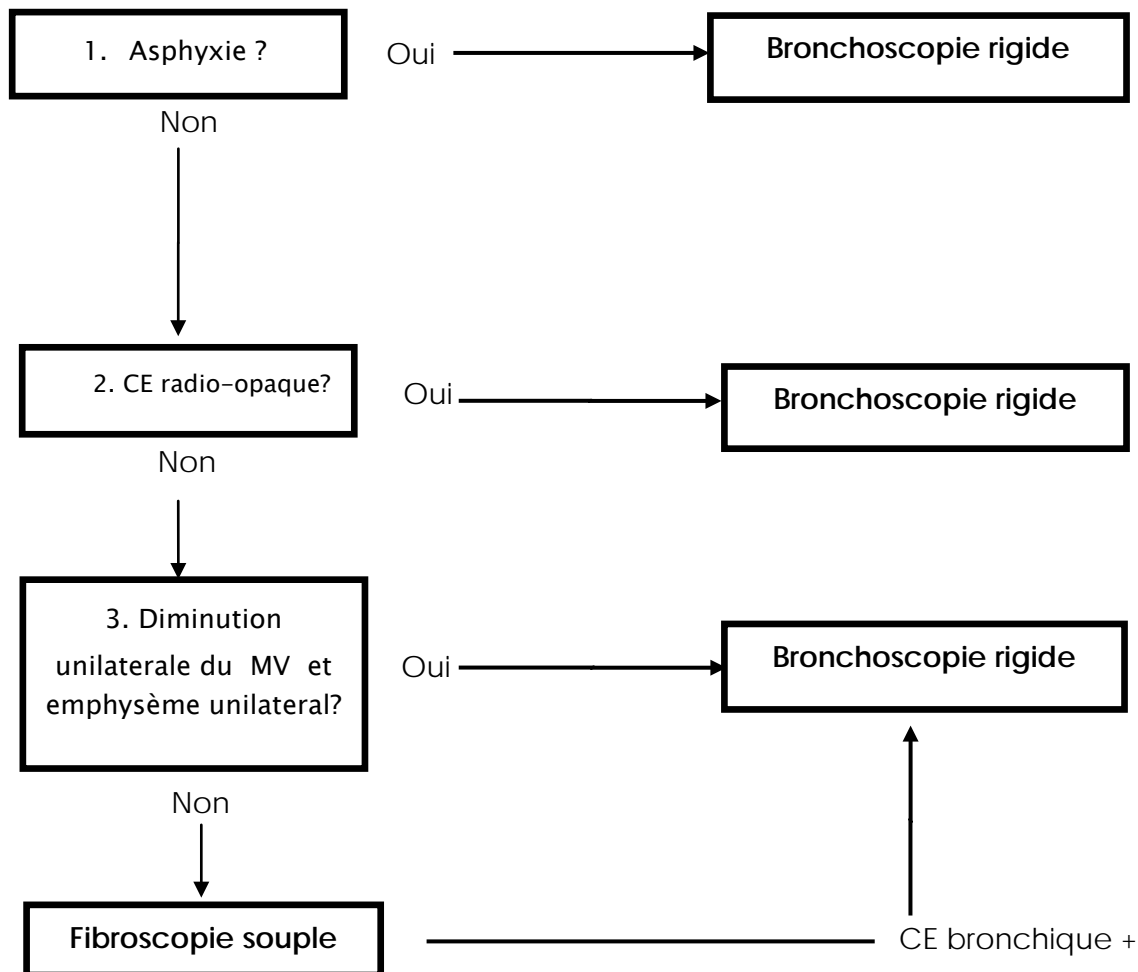 1. Asphyxie ?
Oui
Bronchoscopie rigide
Non
2. CE radio-opaque?
Oui
Bronchoscopie rigide
Non
3. Diminution
unilaterale du MV et
emphysème unilateral?
Oui
Bronchoscopie rigide
Non
Fibroscopie souple
CE bronchique +